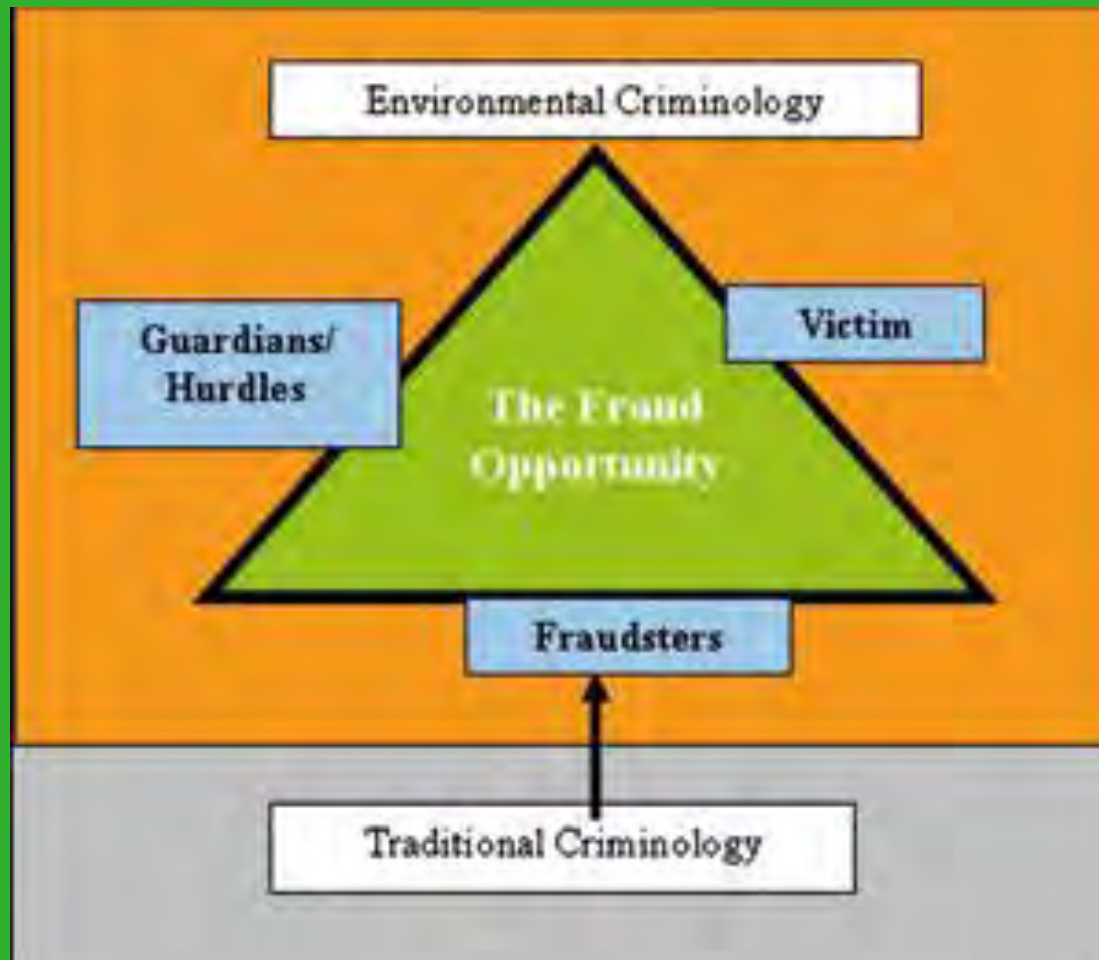 Environmental Criminology
Guardians/
Hurdles
Victim
The Fraud
Opportunity
Fraudsters
Traditional Criminology